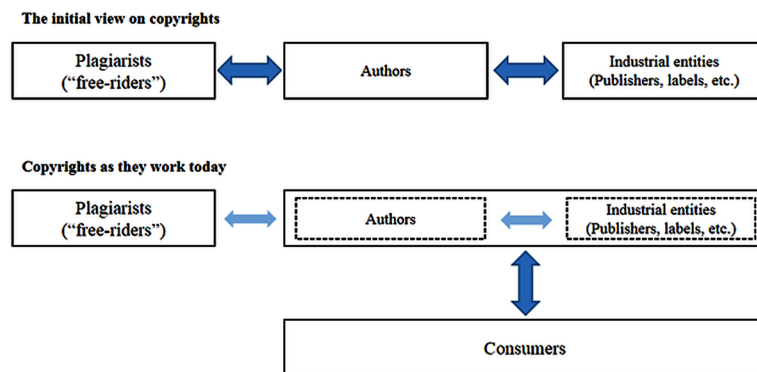 The initial view on copyrights
Plagiarists
(“free-riders”)
Authors
Industrial entities
(Publishers, labels, etc.)
Copyrights as they work today
Plagiarists
(“free-riders”)
Authors
Industrial entities
(Publishers, labels, etc.)
Consumers